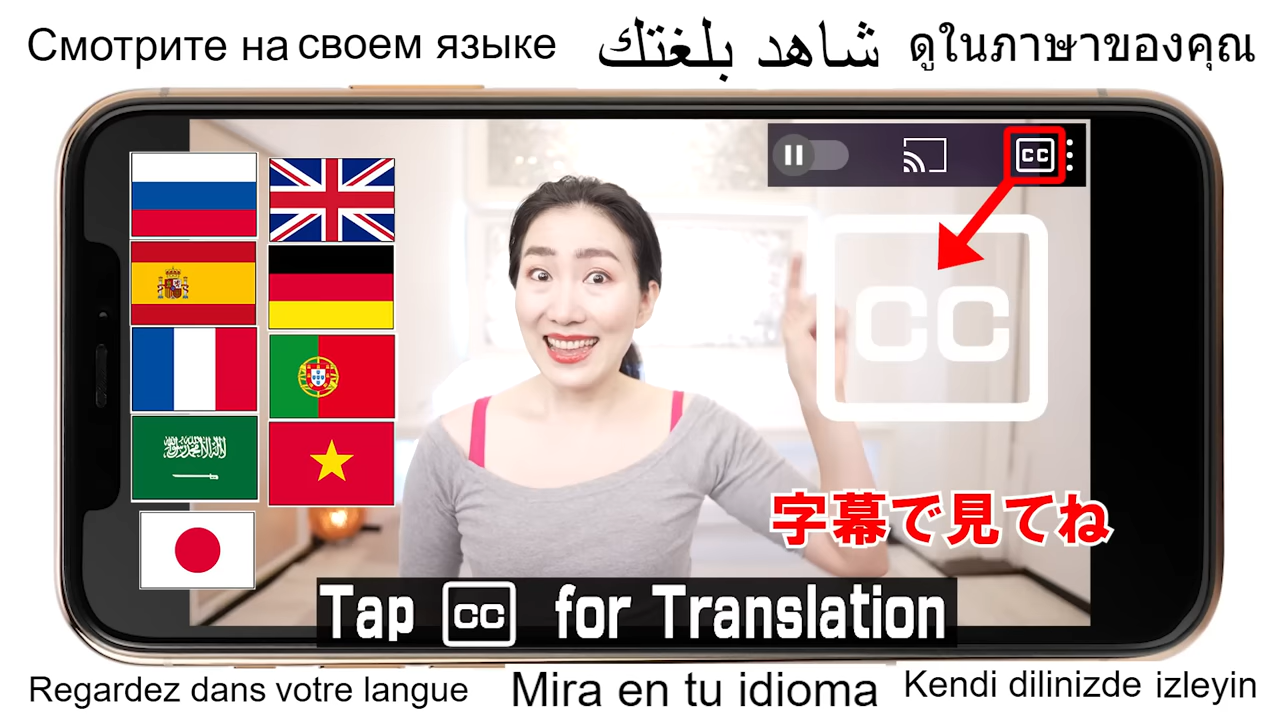 Смотрите на своем языке
شاهد بلغتك
ดูในภาษาของคุณ
CC
CC
字幕で見てね
Tap CC for Translation
Regardez dans votre langue
Mira en tu idioma
Kendi dilinizde izleyin